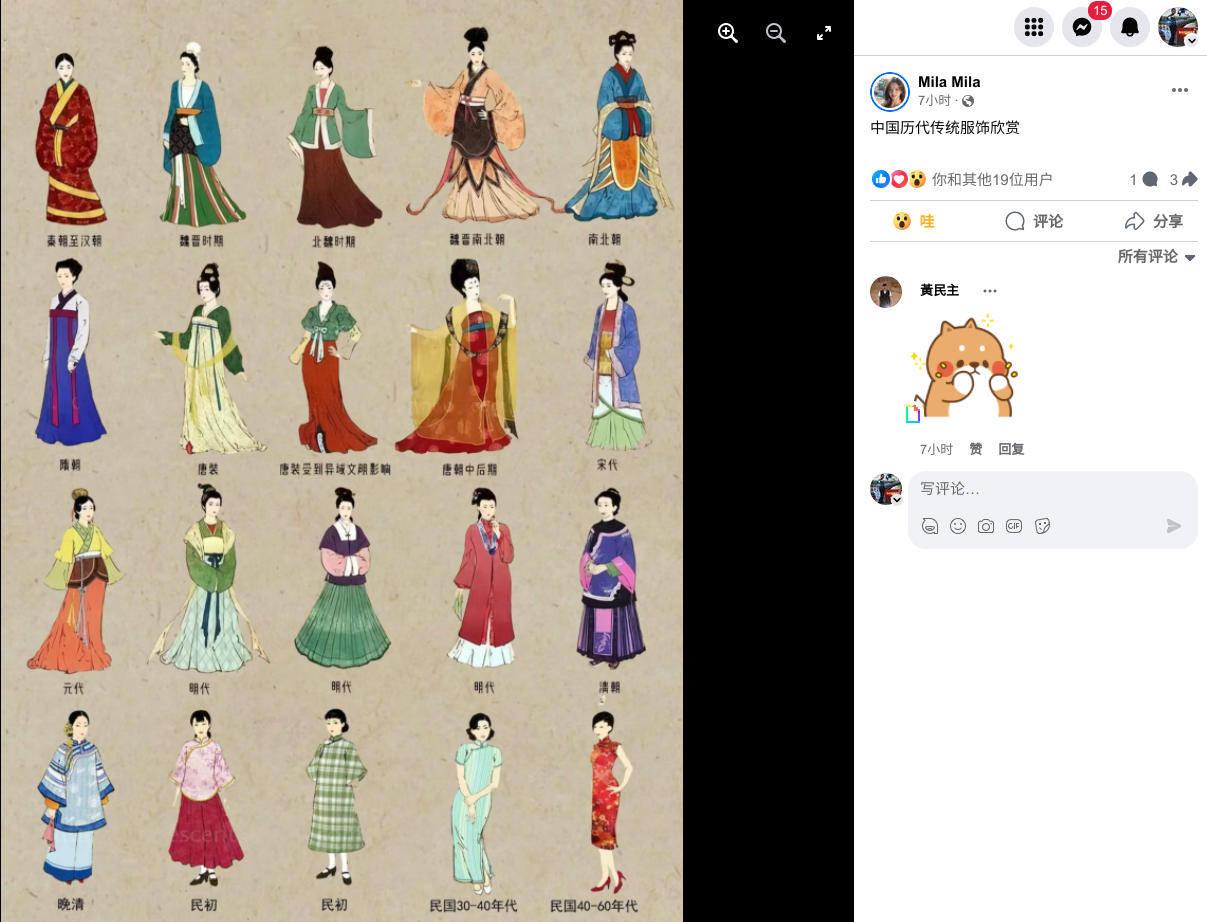 秦朝至汉朝
魏晋时期
北魏时期
魏晋南北朝
南北朝
隋朝
唐装
唐装受到异域文明影响
唐朝中后期
宋代
元代
明代
明代
明代
清朝
晚清
民初
民初
民国30-40年代
民国40-60年代
15
Mila Mila
7小时 ·
中国历代传统服饰欣赏
你和其他19位用户
1
3
哇
评论
分享
所有评论
黃民主
7小时 赞 回复
写评论…
GIF